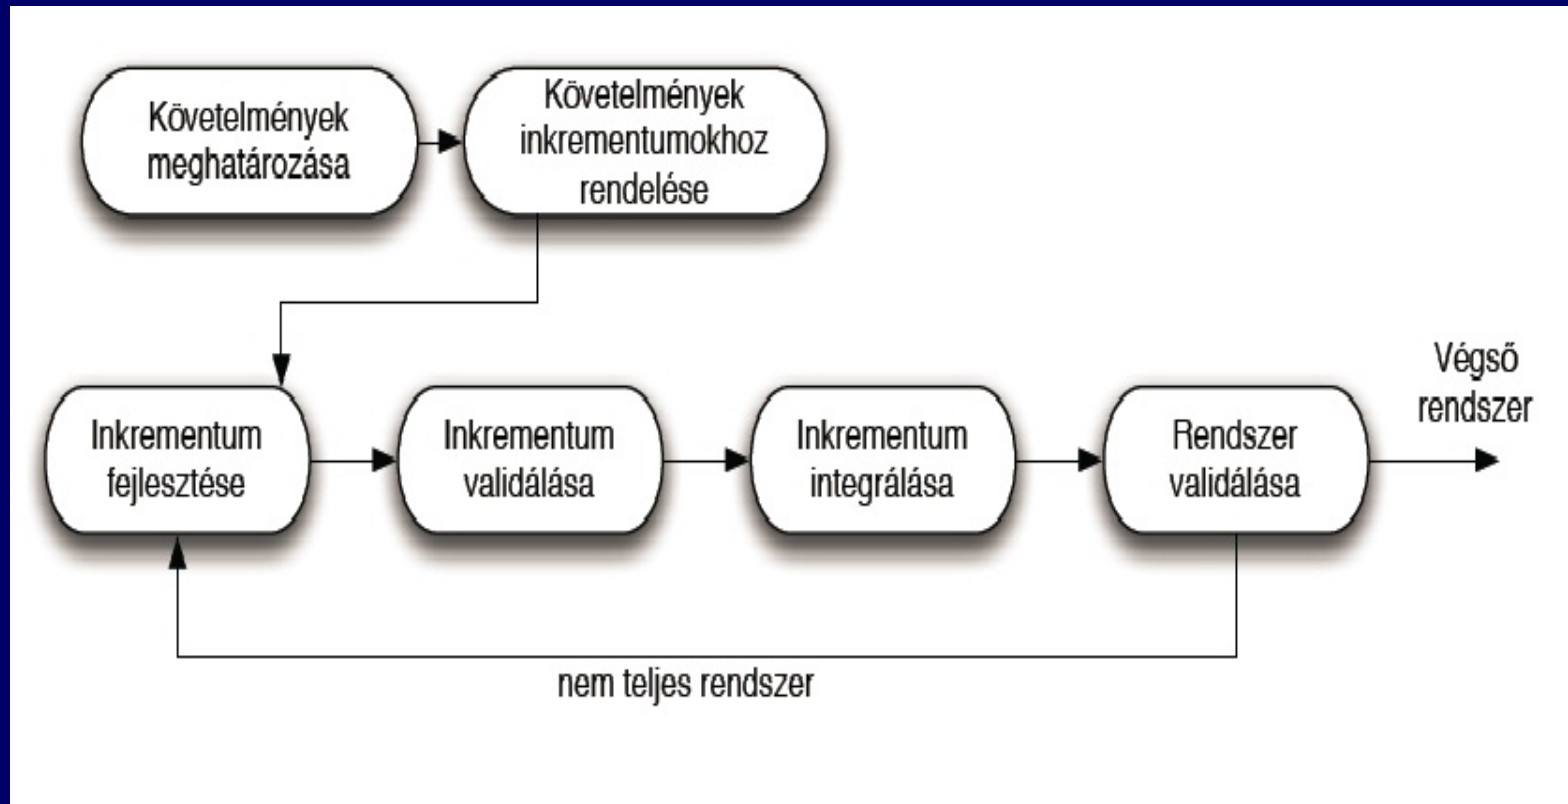 Követelmények
meghatározása
Követelmények
inkrementumokhoz
rendelése
Inkrementum
fejlesztése
Inkrementum
validálása
Inkrementum
integrálása
Rendszer
validálása
Végső
rendszer
nem teljes rendszer